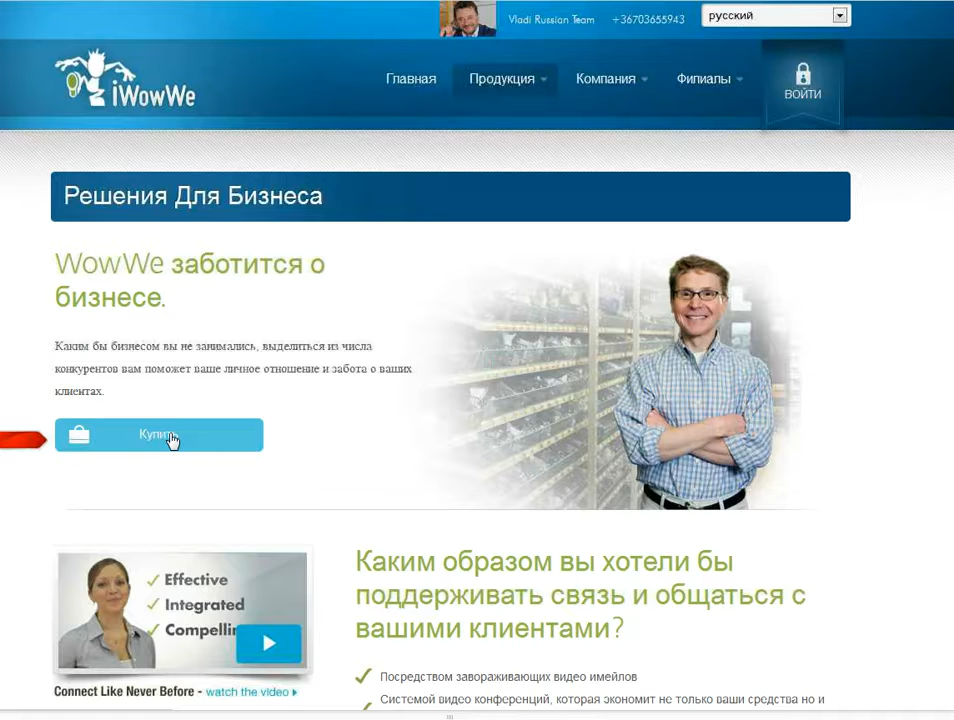 Vladi Russian Team +36703655943 русский
iWowWe
Главная Продукция Компания Филиалы
ВОЙТИ
Решения Для Бизнеса
WowWe заботится о
бизнесе.
Каким бы бизнесом вы не занимались, выделиться из числа
конкурентов вам поможет ваше личное отношение и забота о ваших
клиентах.
Купить
Effective
Integrated
Connect Like Never Before - watch the video
Каким образом вы хотели бы
поддерживать связь и общаться с
вашими клиентами?
Посредством завораживающих видео имейлов
Системой видео конференций, которая экономит не только ваши средства но и